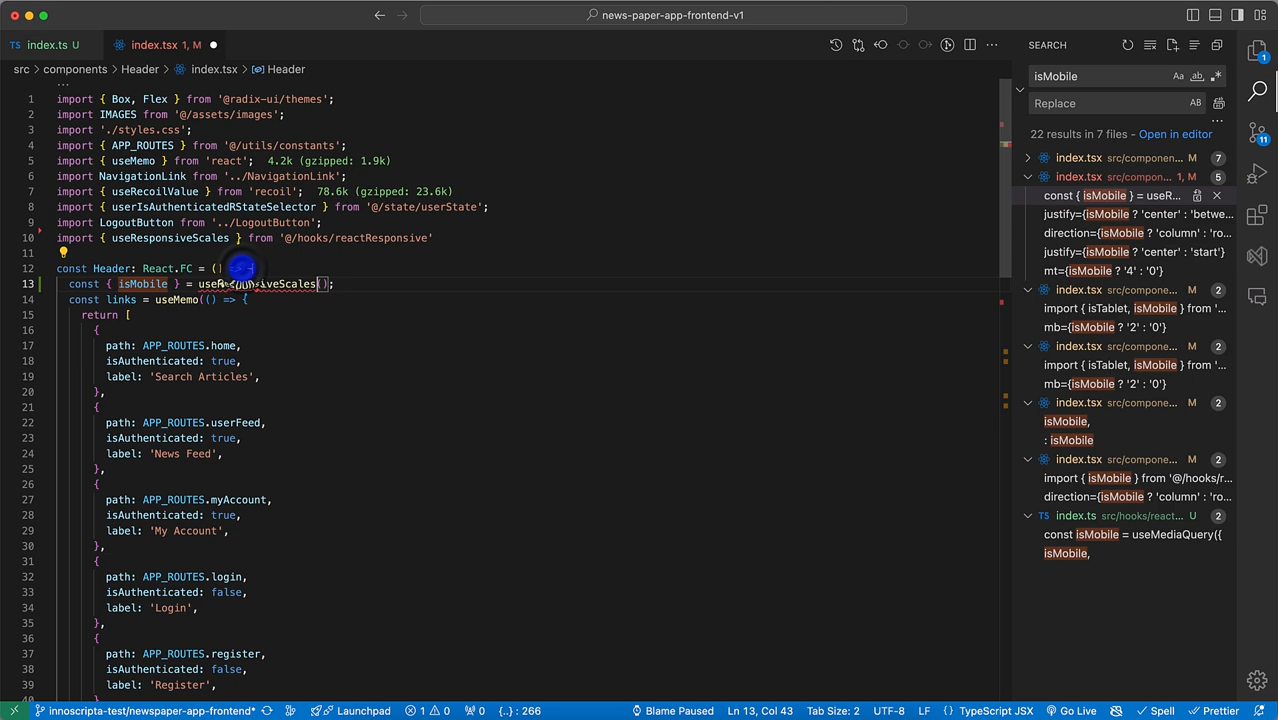 news-paper-app-frontend-v1
TS index.ts U
index.tsx 1, M
src > components > Header > index.tsx > Header
...
1 import { Box, Flex } from '@radix-ui/themes';
2 import IMAGES from '@/assets/images';
3 import './styles.css';
4 import { APP_ROUTES } from '@/utils/constants';
5 import { useMemo } from 'react'; 4.2k (gzipped: 1.9k)
6 import NavigationLink from '../NavigationLink';
7 import { useRecoilValue } from 'recoil'; 78.6k (gzipped: 23.6k)
8 import { userIsAuthenticatedRStateSelector } from '@/state/userState';
9 import LogoutButton from '../LogoutButton';
10 import { useResponsiveScales } from '@/hooks/reactResponsive'
11
12 const Header: React.FC = ()
13 const { isMobile } = useResponsiveScales();
14 const links = useMemo(() => {
15 return [
16 {
17 path: APP_ROUTES.home,
18 isAuthenticated: true,
19 label: 'Search Articles',
20 },
21 {
22 path: APP_ROUTES.userFeed,
23 isAuthenticated: true,
24 label: 'News Feed',
25 },
26 {
27 path: APP_ROUTES.myAccount,
28 isAuthenticated: true,
29 label: 'My Account',
30 },
31 {
32 path: APP_ROUTES.login,
33 isAuthenticated: false,
34 label: 'Login',
35 },
36 {
37 path: APP_ROUTES.register,
38 isAuthenticated: false,
39 label: 'Register',
40 }
SEARCH
isMobile Aa ab .*
Replace AB
...
22 results in 7 files - Open in editor
index.tsx src/componen... M 7
index.tsx src/compo... 1, M 5
const { isMobile } = useR...
justify={isMobile ? 'center' : 'betwe...
direction={isMobile ? 'column' : 'ro...
justify={isMobile ? 'center' : 'start'}
mt={isMobile ? '4' : '0'}
index.tsx src/compone... M 2
import { isTablet, isMobile } from '...
mb={isMobile ? '2' : '0'}
index.tsx src/compone... M 2
import { isTablet, isMobile } from '...
mb={isMobile ? '2' : '0'}
index.tsx src/compone... M 2
isMobile,
: isMobile
index.tsx src/compone... M 2
import { isMobile } from '@/hooks/r...
direction={isMobile ? 'column' : 'ro...
TS index.ts src/hooks/react... U 2
const isMobile = useMediaQuery({
isMobile,
1
11
innoscripta-test/newspaper-app-frontend* Launchpad 1 0 0 {..} : 266 Blame Paused Ln 13, Col 43 Tab Size: 2 UTF-8 LF {} TypeScript JSX Go Live Spell Prettier